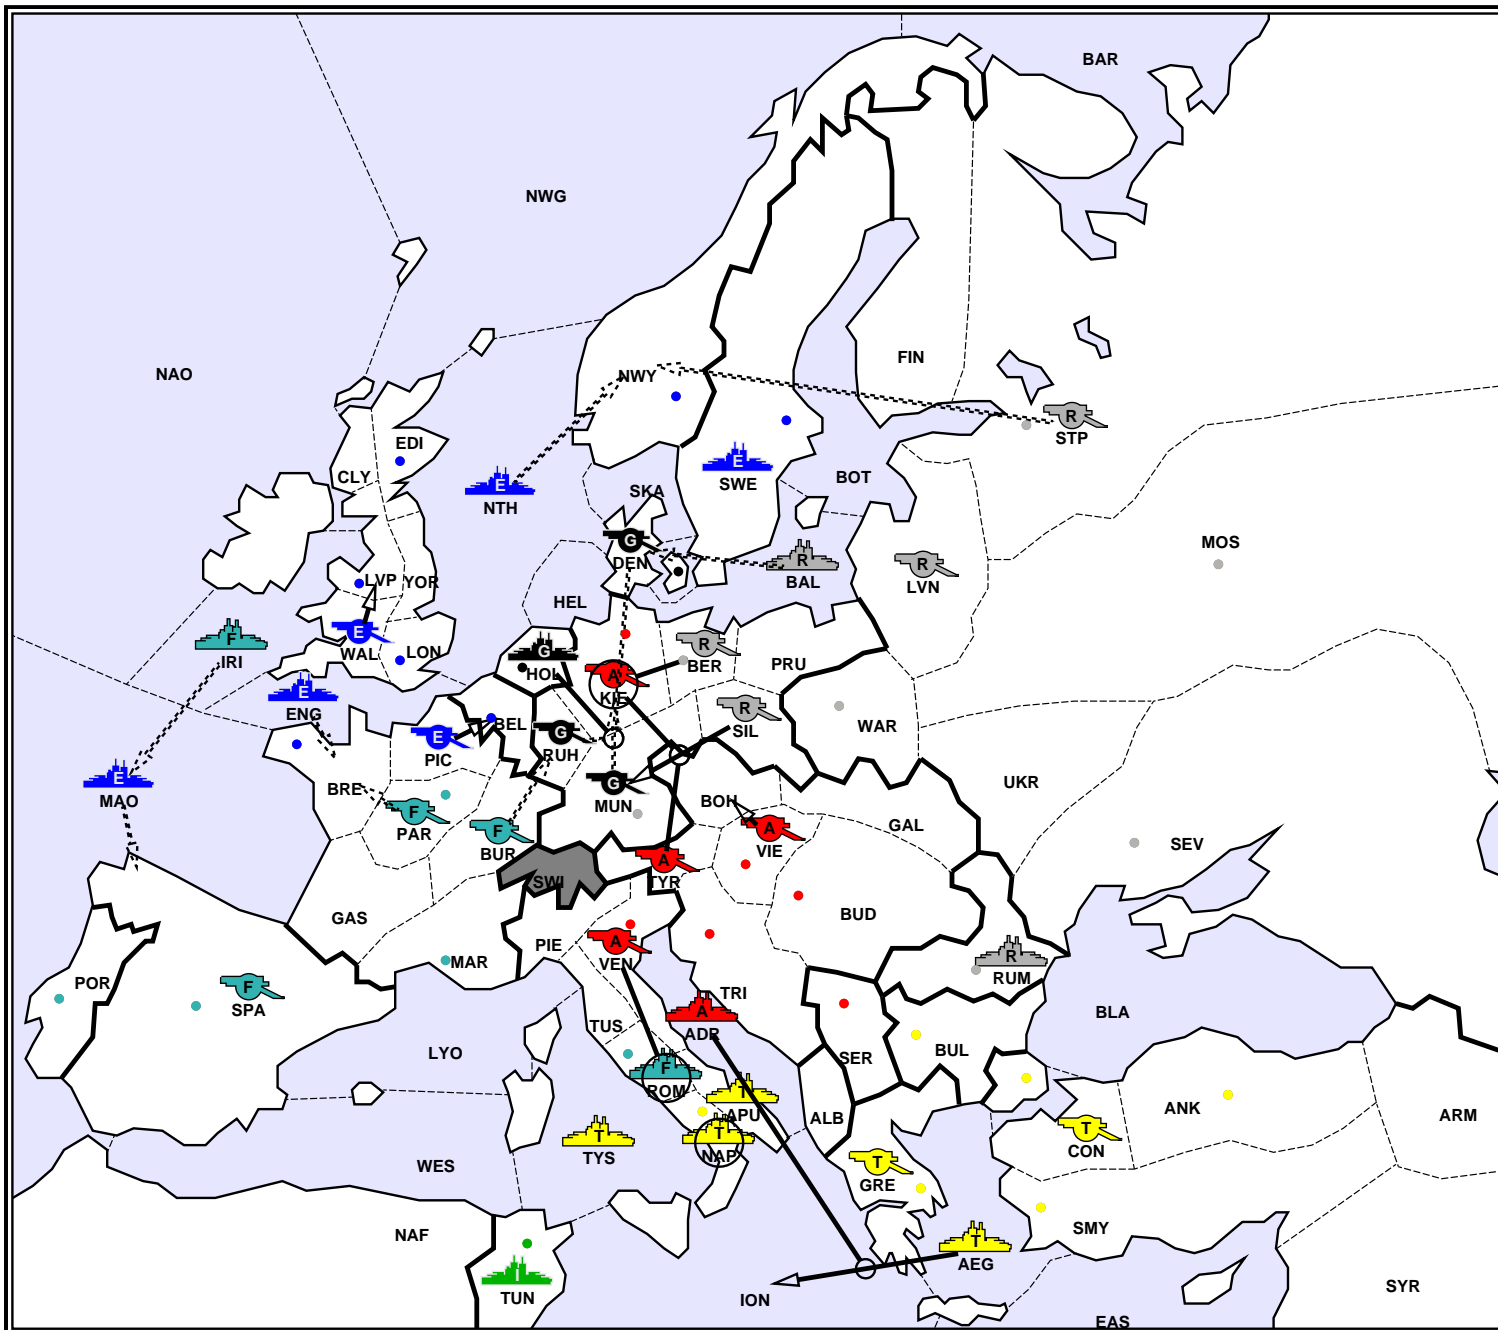 BAR
NWG
NAO
FIN
NWY
R
STP
EDI
CLY
E
SWE
BOT
E
NTH
SKA
MOS
G
DEN
R
BAL
R
LVN
LVP
YOR
HEL
E
WAL
LON
F
IRI
G
HOL
R
BER
PRU
A
KIE
E
ENG
BEL
R
SIL
WAR
E
PIC
G
RUH
E
MAO
BRE
UKR
G
MUN
BOH
F
PAR
F
BUR
A
VIE
GAL
SEV
A
TYR
SWI
GAS
BUD
A
VEN
PIE
MAR
POR
F
SPA
R
RUM
TRI
A
ADR
TUS
BLA
LYO
SER
BUL
F
ROM
T
APU
ALB
ANK
ARM
T
TYS
T
NAP
T
CON
WES
T
GRE
SMY
NAF
T
AEG
I
TUN
ION
SYR
EAS